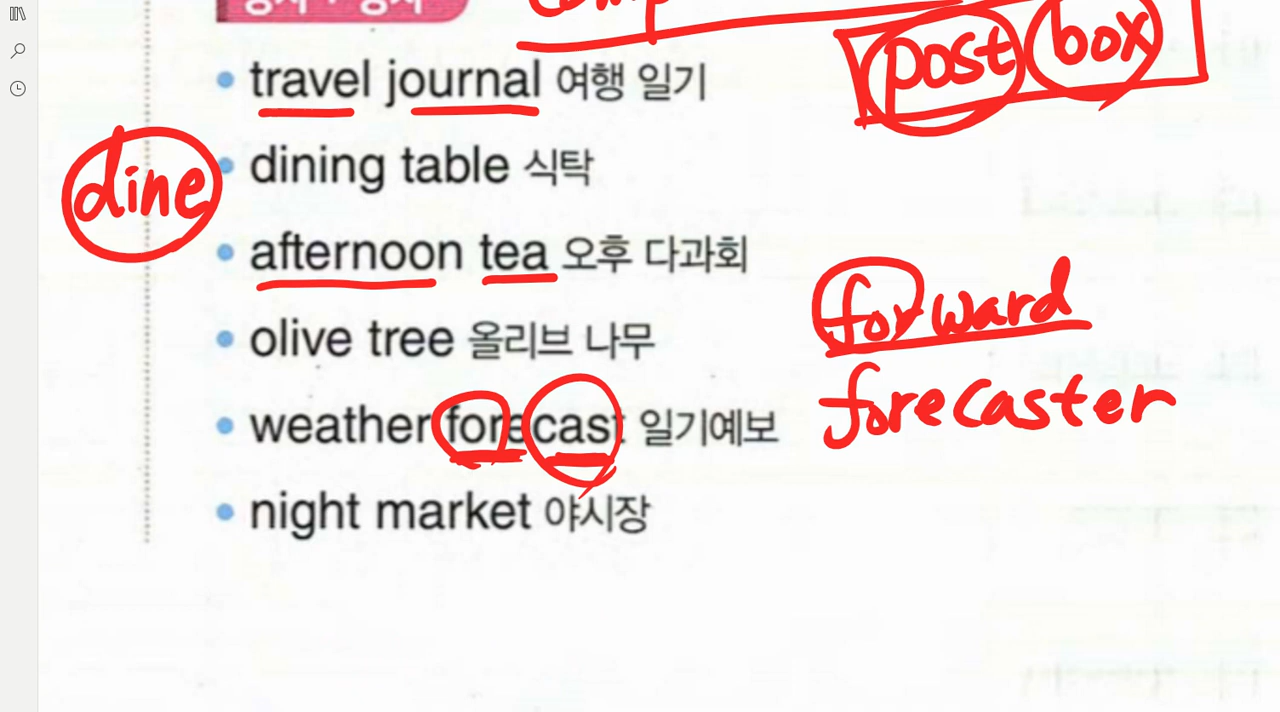 post box
travel journal 여행 일기
dining table 식탁
dine
afternoon tea 오후 다과회
forward
olive tree 올리브 나무
forecaster
weather forecast 일기예보
night market 야시장